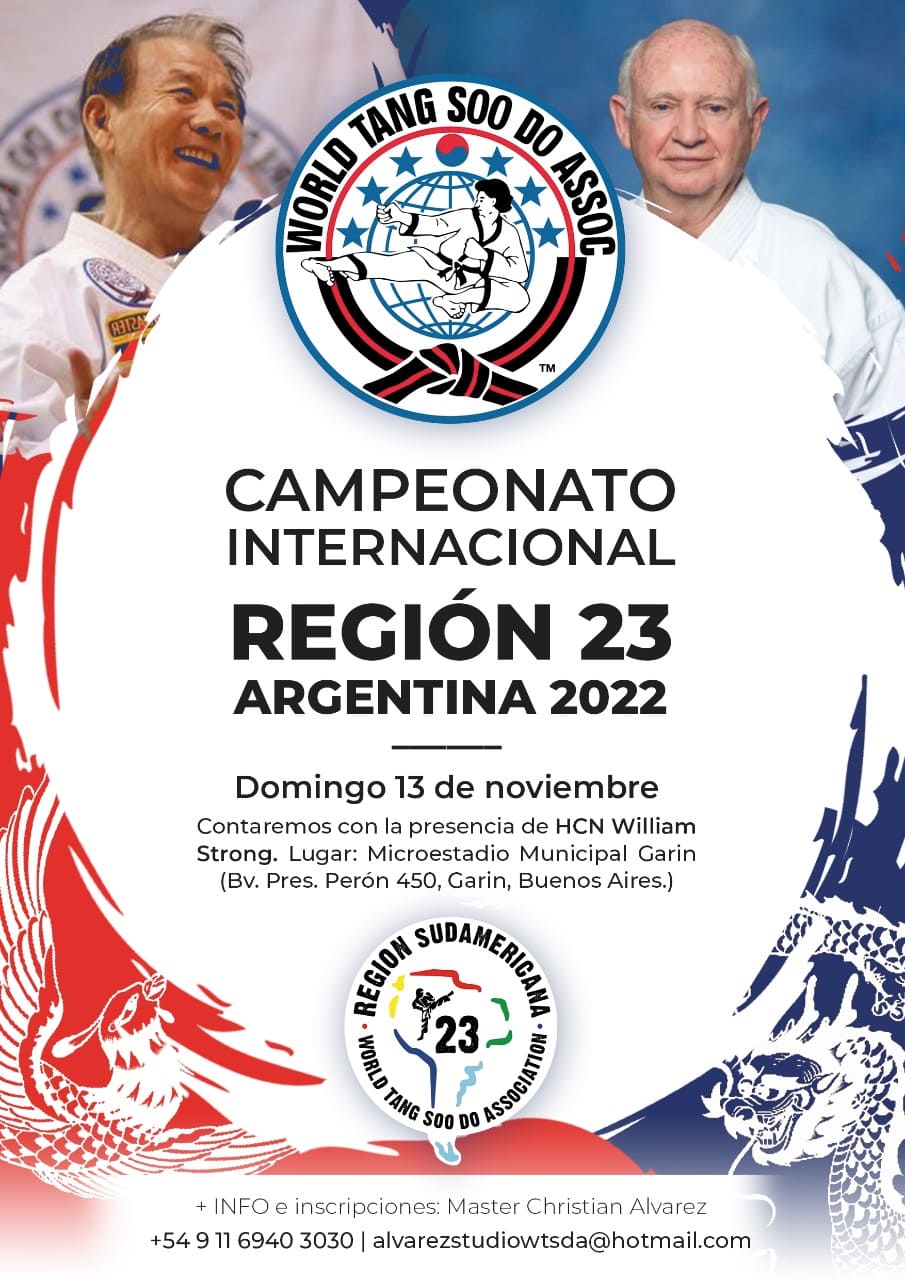 WORLD TANG SOO DO ASSOC
TM
CAMPEONATO
INTERNACIONAL
REGIÓN 23
ARGENTINA 2022
Domingo 13 de noviembre
Contaremos con la presencia de HCN William
Strong. Lugar: Microestadio Municipal Garin
(Bv. Pres. Perón 450, Garin, Buenos Aires.)
REGION SUDAMERICANA
23
WORLD TANG SOO DO ASSOCIATION
+ INFO e inscripciones: Master Christian Alvarez
+54 9 11 6940 3030 | alvarezstudiowtsda@hotmail.com